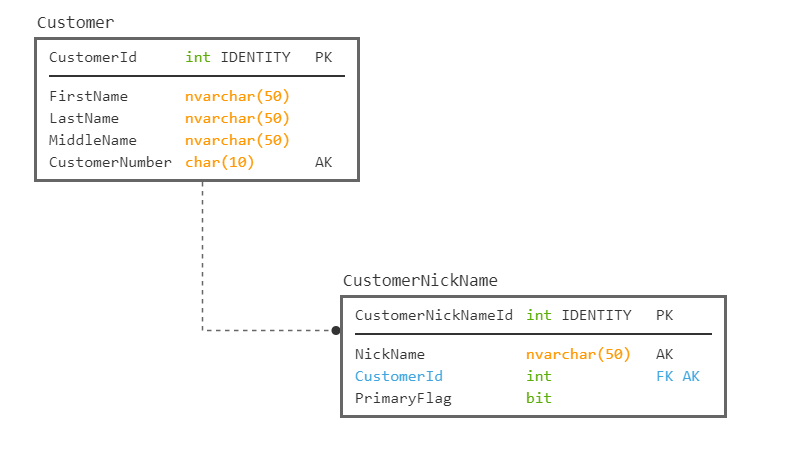 Customer
CustomerId int IDENTITY PK
FirstName nvarchar(50)
LastName nvarchar(50)
MiddleName nvarchar(50)
CustomerNumber char(10) AK
CustomerNickName
CustomerNickNameId int IDENTITY PK
NickName nvarchar(50) AK
CustomerId int FK AK
PrimaryFlag bit